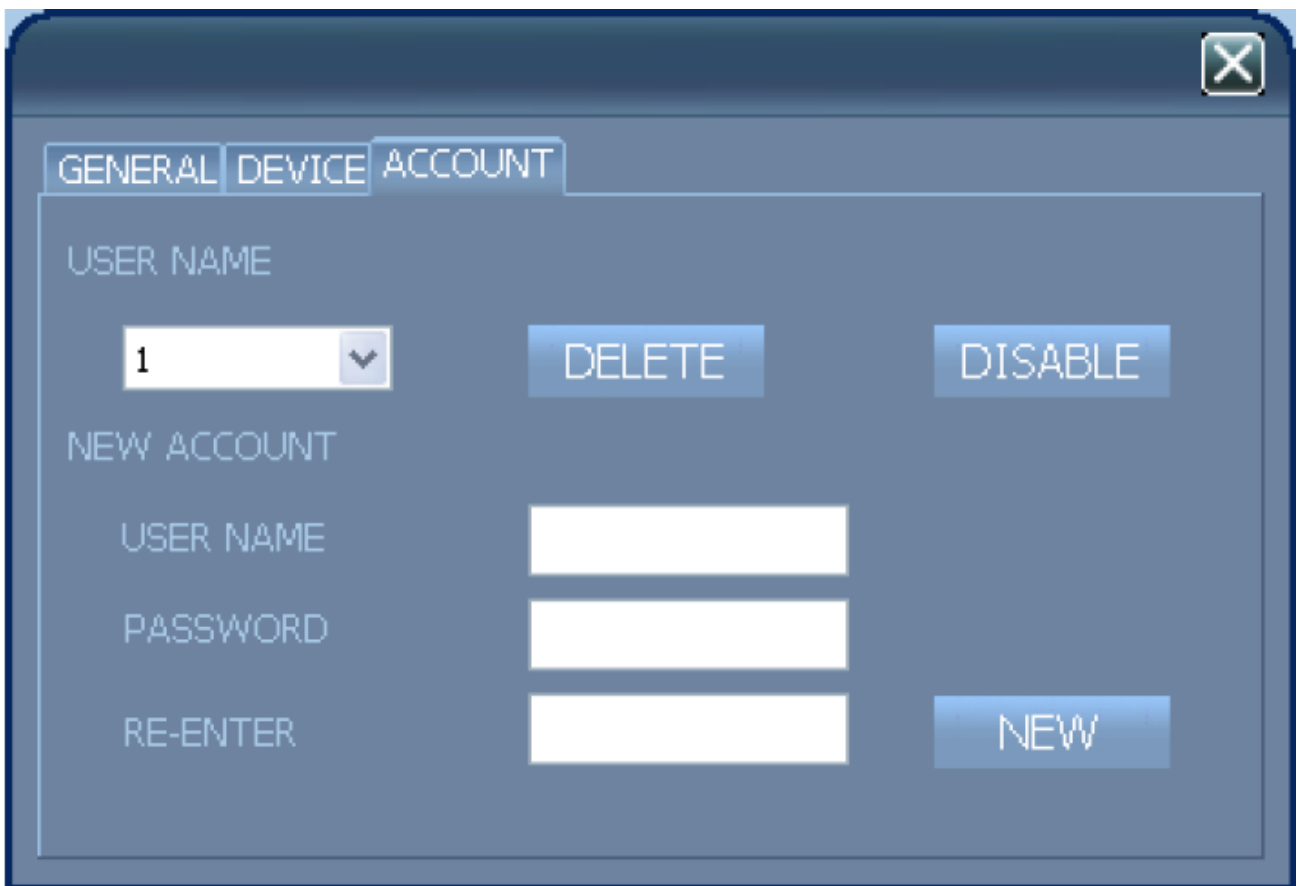 GENERAL DEVICE ACCOUNT
USER NAME
1 DELETE DISABLE
NEW ACCOUNT
USER NAME
PASSWORD
RE-ENTER NEW